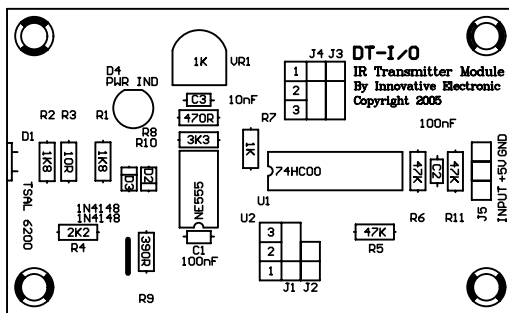 J4 J3
DT-I/O
IR Transmitter Module
By Innovative Electronic
Copyright 2005
1
2
3
1K
VR1
D4
PWR IND
C3
10nF
470R
3K3
R2 R3
R1
R8
R10
R7
100nF
D1
1K8
10R
1K8
1K
74HC00
U1
47K
C2
47K
INPUT +5V GND
J5
D3
D2
NE555
TSAL 6200
1N4148
1N4148
2K2
R4
390R
R9
C1
100nF
U2
3
2
1
J1 J2
47K
R5
R6
R11